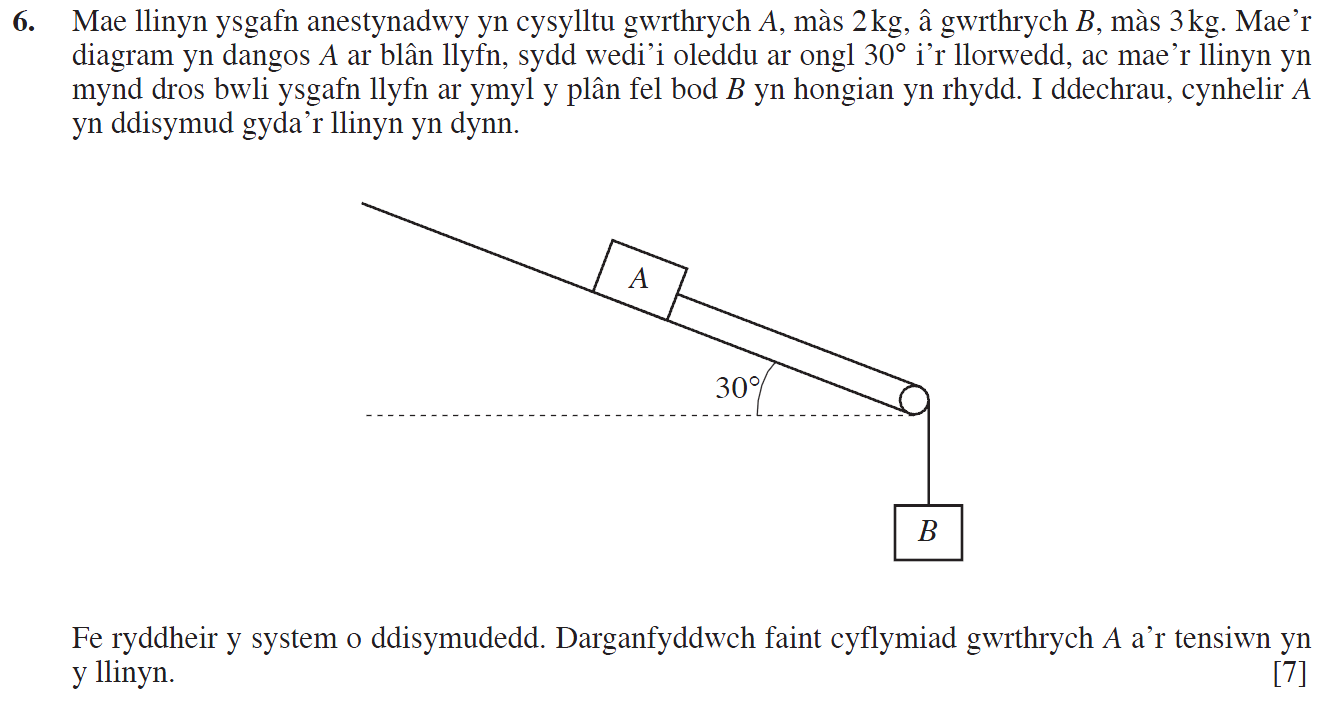 6. Mae llinyn ysgafn anestynadwy yn cysylltu gwrthrych A, màs 2 kg, â gwrthrych B, màs 3 kg. Mae’r
diagram yn dangos A ar blân llyfn, sydd wedi’i oleddu ar ongl 30° i’r llorwedd, ac mae’r llinyn yn
mynd dros bwli ysgafn llyfn ar ymyl y plân fel bod B yn hongian yn rhydd. I ddechrau, cynhelir A
yn ddisymud gyda’r llinyn yn dynn.
A
30°
B
Fe ryddheir y system o ddisymudedd. Darganfyddwch faint cyflymiad gwrthrych A a’r tensiwn yn
y llinyn. [7]